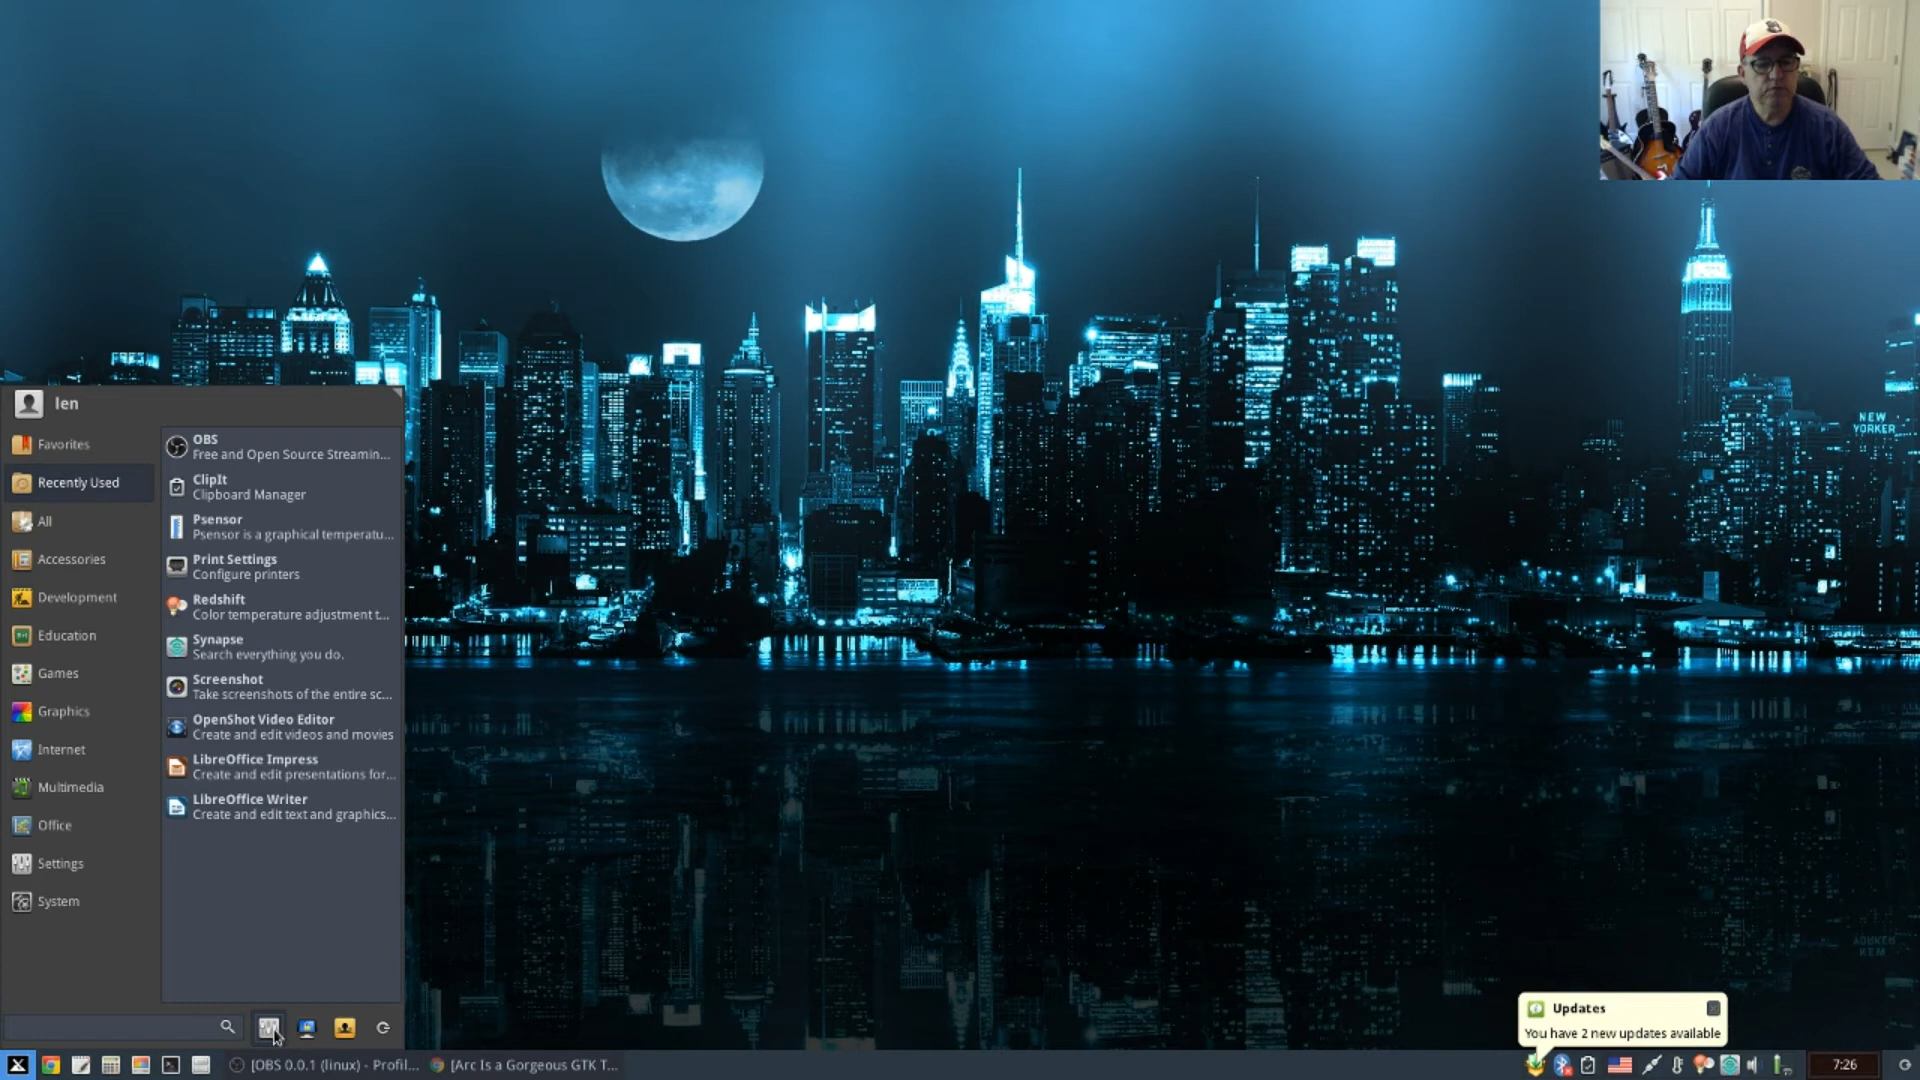 NEW
YORKER
len
Favorites
Recently Used
All
Accessories
Development
Education
Games
Graphics
Internet
Multimedia
Office
Settings
System
OBS
Free and Open Source Streamin...
ClipIt
Clipboard Manager
Psensor
Psensor is a graphical temperatu...
Print Settings
Configure printers
Redshift
Color temperature adjustment t...
Synapse
Search everything you do.
Screenshot
Take screenshots of the entire sc...
OpenShot Video Editor
Create and edit videos and movies
LibreOffice Impress
Create and edit presentations for...
LibreOffice Writer
Create and edit text and graphics...
Updates
You have 2 new updates available
[OBS 0.0.1 (linux) - Profil...
[Arc Is a Gorgeous GTK T...
7:26